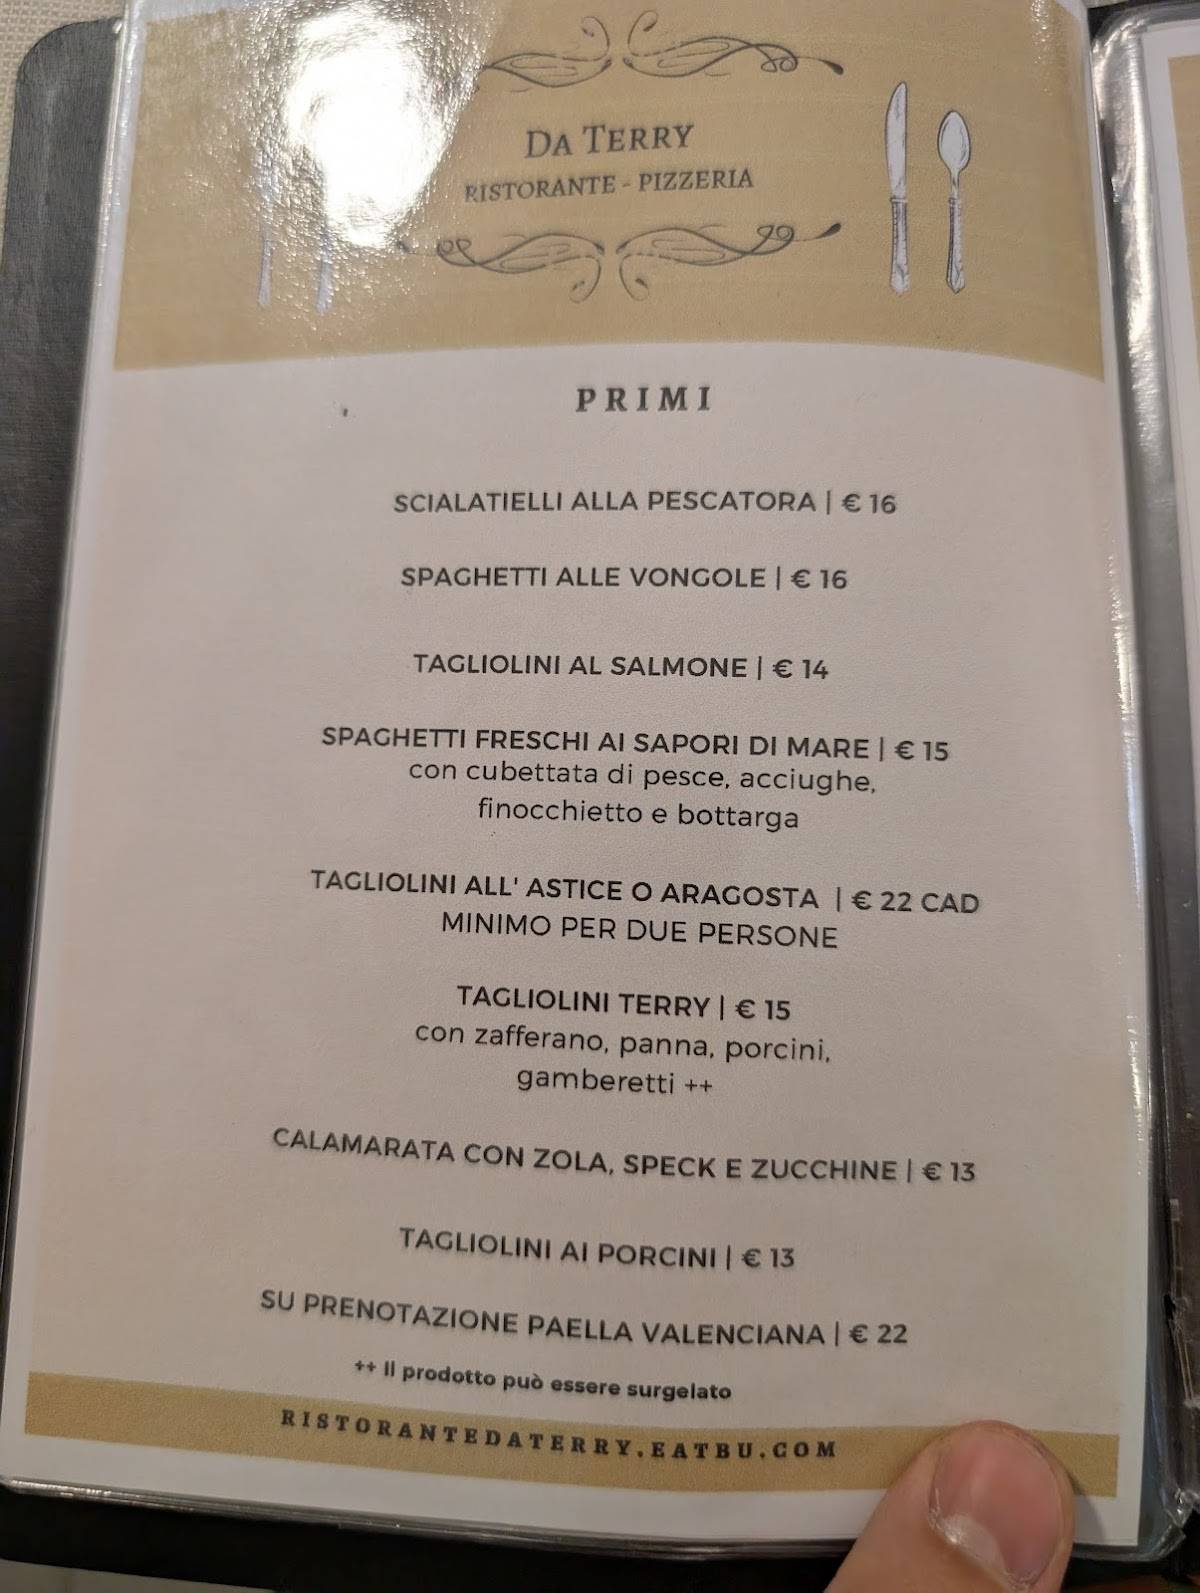 DA TERRY
RISTORANTE - PIZZERIA
PRIMI
SCIALATIELLI ALLA PESCATORA | € 16
SPAGHETTI ALLE VONGOLE | € 16
TAGLIOLINI AL SALMONE | € 14
SPAGHETTI FRESCHI AI SAPORI DI MARE | € 15
con cubettata di pesce, acciughe,
finocchietto e bottarga
TAGLIOLINI ALL' ASTICE O ARAGOSTA | € 22 CAD
MINIMO PER DUE PERSONE
TAGLIOLINI TERRY | € 15
con zafferano, panna, porcini,
gamberetti ++
CALAMARATA CON ZOLA, SPECK E ZUCCHINE | € 13
TAGLIOLINI AI PORCINI | € 13
SU PRENOTAZIONE PAELLA VALENCIANA | € 22
++ Il prodotto può essere surgelato
RISTORANTEDATERRY.EATBU.COM